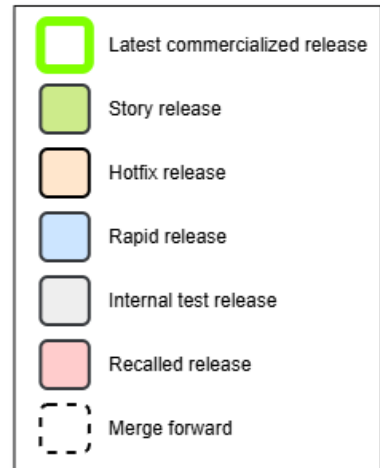 Latest commercialized release
Story release
Hotfix release
Rapid release
Internal test release
Recalled release
Merge forward